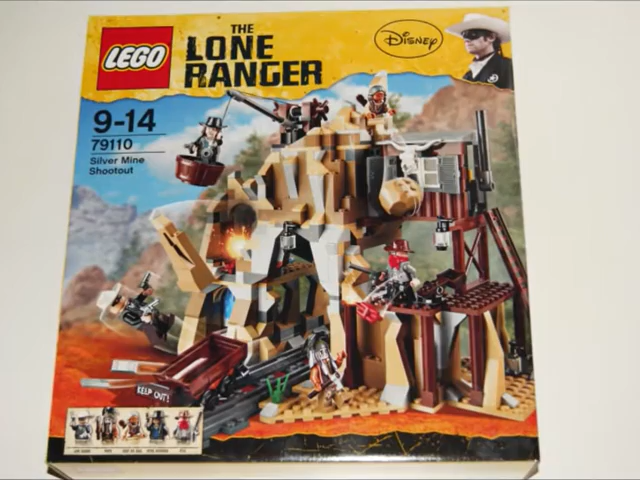 LEGO
THE
LONE
RANGER
Disney
9-14
79110
Silver Mine
Shootout
KEEP OUT!